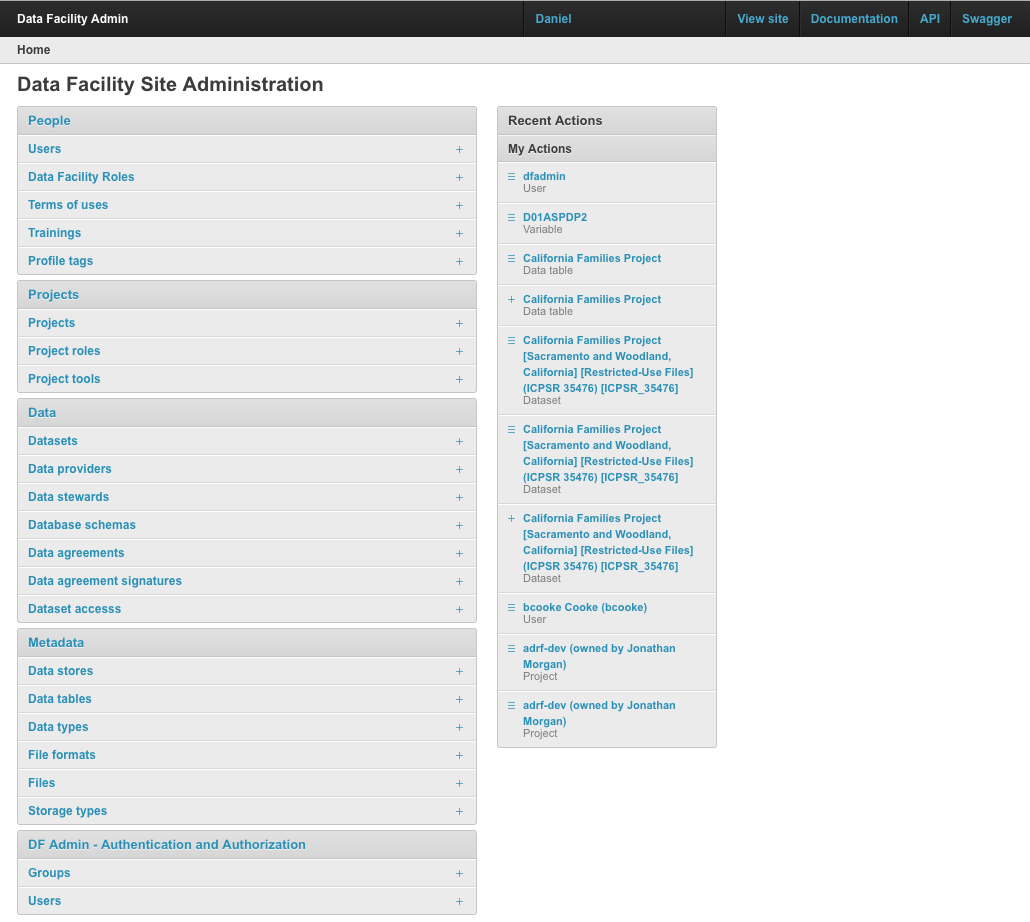 Data Facility Admin
Daniel
View site
Documentation
API
Swagger
Home
Data Facility Site Administration
People
Users +
Data Facility Roles +
Terms of uses +
Trainings +
Profile tags +
Projects
Projects +
Project roles +
Project tools +
Data
Datasets +
Data providers +
Data stewards +
Database schemas +
Data agreements +
Data agreement signatures +
Dataset accesss +
Metadata
Data stores +
Data tables +
Data types +
File formats +
Files +
Storage types +
DF Admin - Authentication and Authorization
Groups +
Users +
Recent Actions
My Actions
dfadmin
User
D01ASPDP2
Variable
California Families Project
Data table
+ California Families Project
Data table
California Families Project
[Sacramento and Woodland,
California] [Restricted-Use Files]
(ICPSR 35476) [ICPSR_35476]
Dataset
California Families Project
[Sacramento and Woodland,
California] [Restricted-Use Files]
(ICPSR 35476) [ICPSR_35476]
Dataset
+ California Families Project
[Sacramento and Woodland,
California] [Restricted-Use Files]
(ICPSR 35476) [ICPSR_35476]
Dataset
bcooke Cooke (bcooke)
User
adrf-dev (owned by Jonathan
Morgan)
Project
adrf-dev (owned by Jonathan
Morgan)
Project